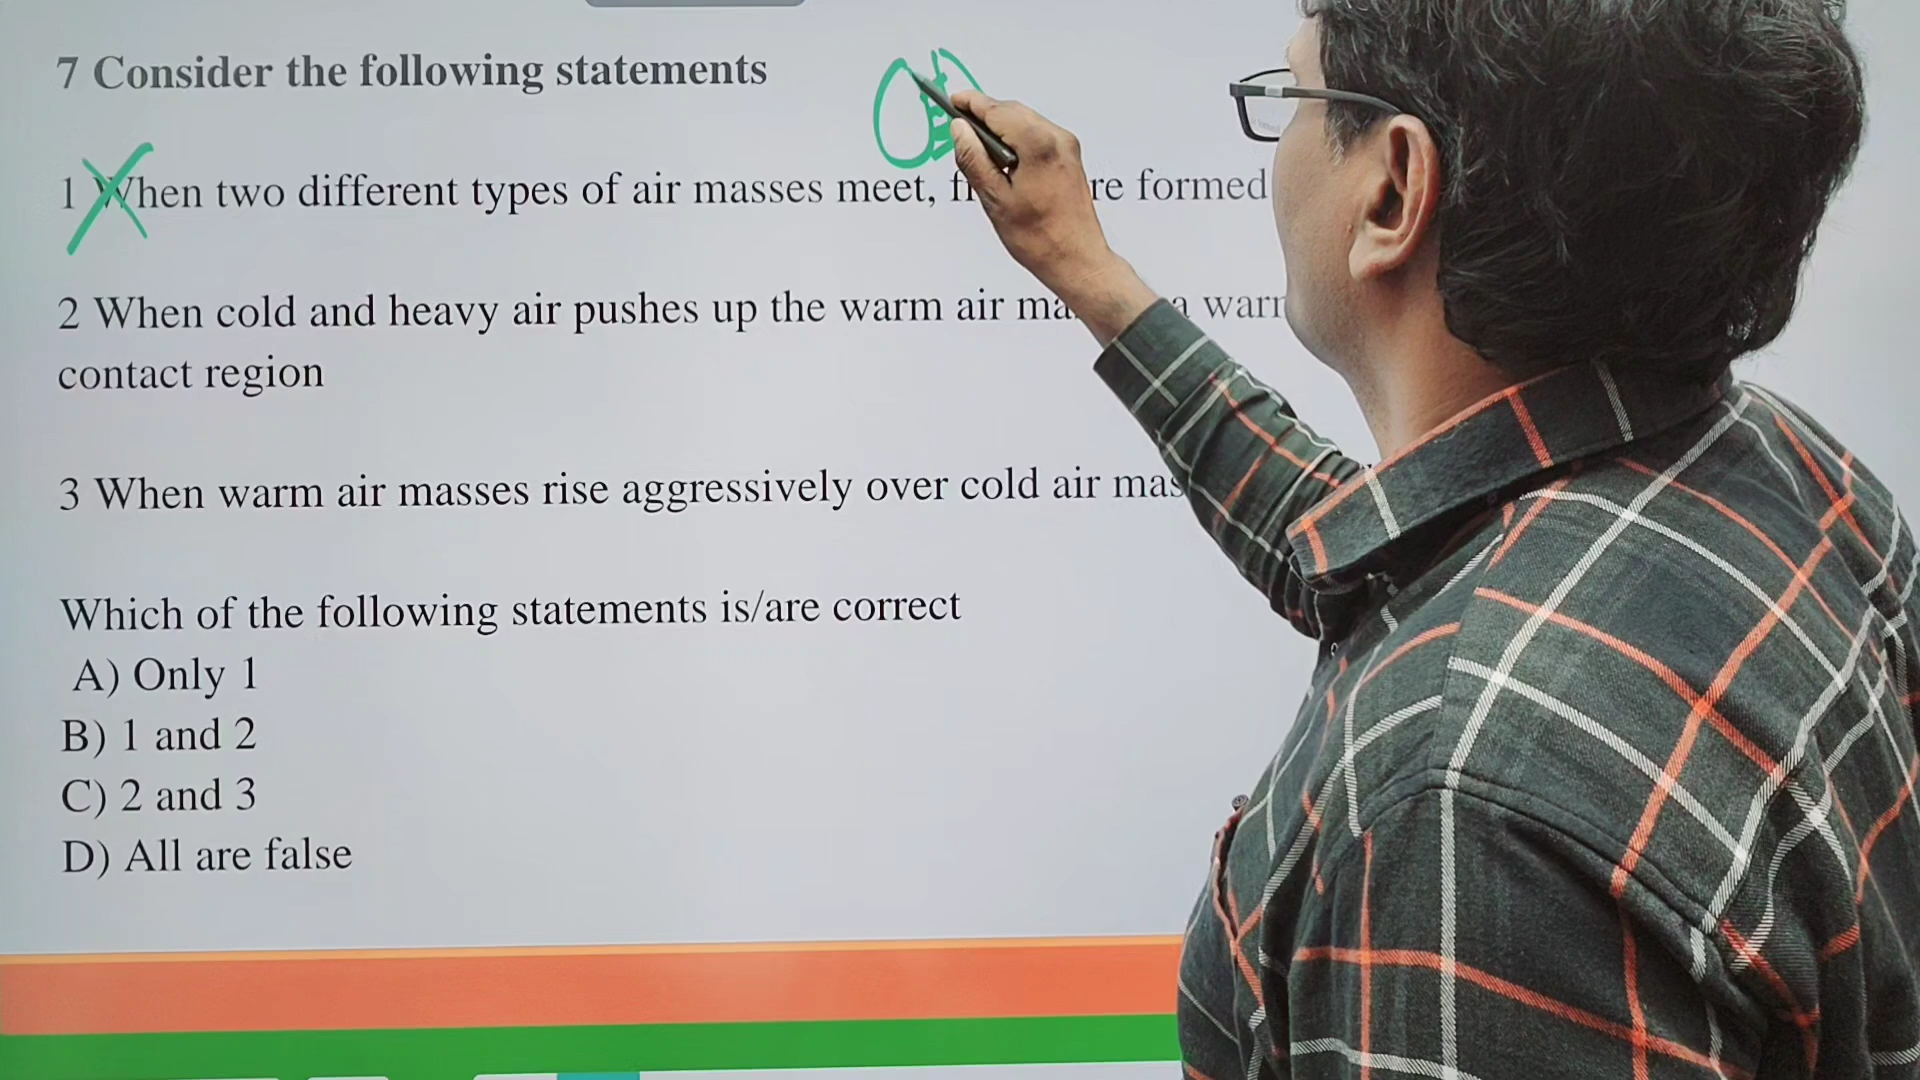 7 Consider the following statements
1 When two different types of air masses meet, re formed
2 When cold and heavy air pushes up the warm air a
contact region
3 When warm air masses rise aggressively over cold air
Which of the following statements is/are correct
A) Only 1
B) 1 and 2
C) 2 and 3
D) All are false